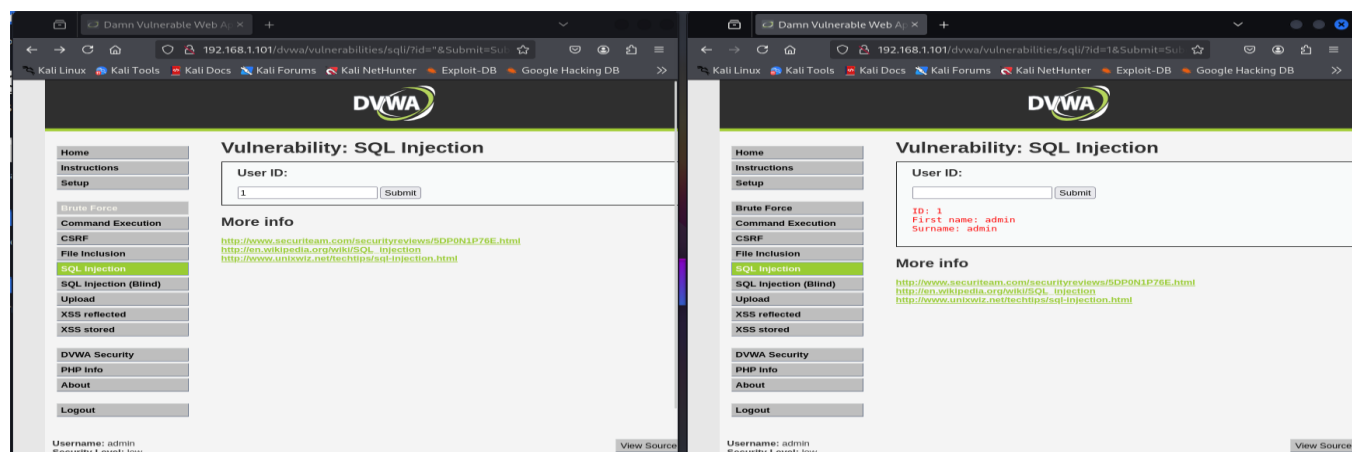 Damn Vulnerable Web Ap
192.168.1.101/dvwa/vulnerabilities/sqli/?id="&Submit=Sub
Kali Linux Kali Tools Kali Docs Kali Forums Kali NetHunter Exploit-DB Google Hacking DB
DVWA
Home
Instructions
Setup
Brute Force
Command Execution
CSRF
File Inclusion
SQL Injection
SQL Injection (Blind)
Upload
XSS reflected
XSS stored
DVWA Security
PHP Info
About
Logout
Vulnerability: SQL Injection
User ID:
1 Submit
More info
http://www.securiteam.com/securityreviews/5DP0N1P76E.html
http://en.wikipedia.org/wiki/SQL_injection
http://www.unixwiz.net/techtips/sql-injection.html
Username: admin
Security Level: low
View Source
Damn Vulnerable Web Ap
192.168.1.101/dvwa/vulnerabilities/sqli/?id=1&Submit=Sub
Kali Linux Kali Tools Kali Docs Kali Forums Kali NetHunter Exploit-DB Google Hacking DB
DVWA
Home
Instructions
Setup
Brute Force
Command Execution
CSRF
File Inclusion
SQL Injection
SQL Injection (Blind)
Upload
XSS reflected
XSS stored
DVWA Security
PHP Info
About
Logout
Vulnerability: SQL Injection
User ID:
Submit
ID: 1
First name: admin
Surname: admin
More info
http://www.securiteam.com/securityreviews/5DP0N1P76E.html
http://en.wikipedia.org/wiki/SQL_injection
http://www.unixwiz.net/techtips/sql-injection.html
Username: admin
Security Level: low
View Source